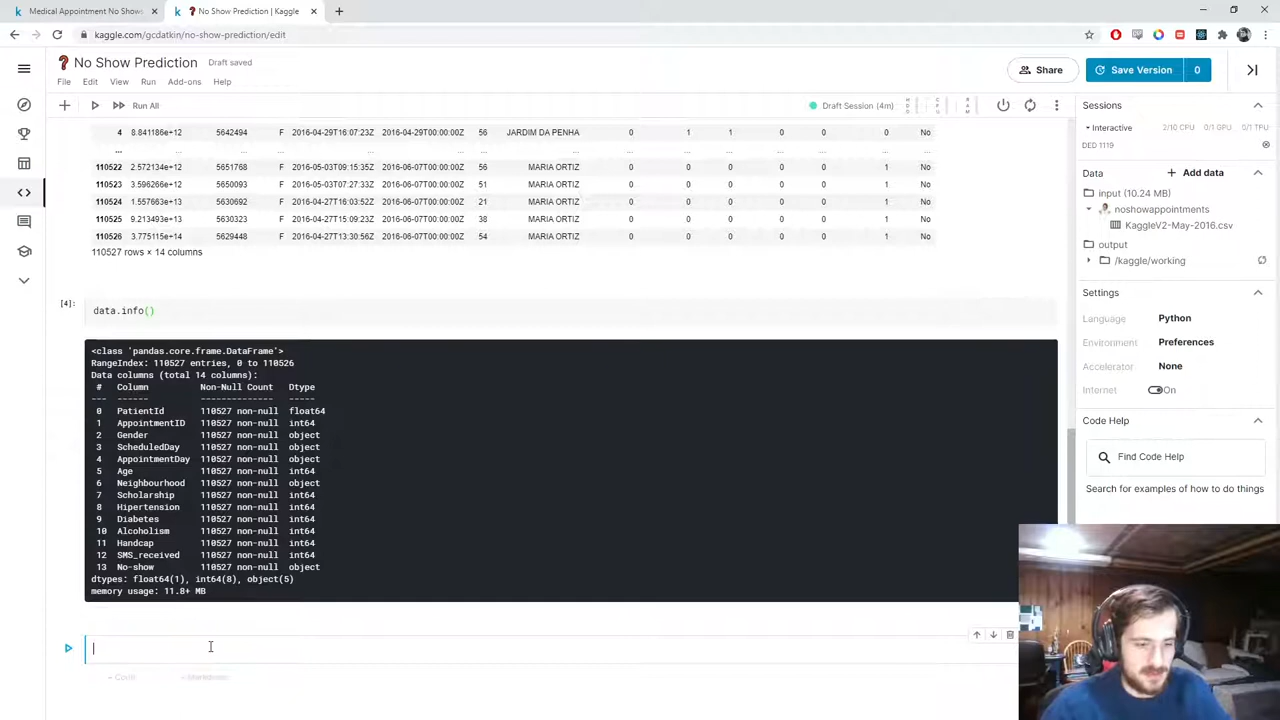 Medical Appointment No Shows
No Show Prediction | Kaggle
kaggle.com/gcdatkin/no-show-prediction/edit
No Show Prediction Draft saved
File Edit View Run Add-ons Help
Share
Save Version 0
Run All
Draft Session (4m)
4 8.841186e+12 5642494 F 2016-04-29T16:07:23Z 2016-04-29T00:00:00Z 56 JARDIM DA PENHA 0 1 1 0 0 0 No
... ... ... ... ... ... ... ... ... ... ... ... ... ... ...
110522 2.572134e+12 5651768 F 2016-05-03T09:15:35Z 2016-06-07T00:00:00Z 56 MARIA ORTIZ 0 0 0 0 0 1 No
110523 3.596266e+12 5650093 F 2016-05-03T07:27:33Z 2016-06-07T00:00:00Z 51 MARIA ORTIZ 0 0 0 0 0 1 No
110524 1.557663e+13 5630692 F 2016-04-27T16:03:52Z 2016-06-07T00:00:00Z 21 MARIA ORTIZ 0 0 0 0 0 1 No
110525 9.213493e+13 5630323 F 2016-04-27T15:09:23Z 2016-06-07T00:00:00Z 38 MARIA ORTIZ 0 0 0 0 0 1 No
110526 3.775115e+14 5629448 F 2016-04-27T13:30:56Z 2016-06-07T00:00:00Z 54 MARIA ORTIZ 0 0 0 0 0 1 No
110527 rows × 14 columns
[4]:
data.info()
<class 'pandas.core.frame.DataFrame'>
RangeIndex: 110527 entries, 0 to 110526
Data columns (total 14 columns):
# Column Non-Null Count Dtype
--- ------ -------------- -----
0 PatientId 110527 non-null float64
1 AppointmentID 110527 non-null int64
2 Gender 110527 non-null object
3 ScheduledDay 110527 non-null object
4 AppointmentDay 110527 non-null object
5 Age 110527 non-null int64
6 Neighbourhood 110527 non-null object
7 Scholarship 110527 non-null int64
8 Hipertension 110527 non-null int64
9 Diabetes 110527 non-null int64
10 Alcoholism 110527 non-null int64
11 Handcap 110527 non-null int64
12 SMS_received 110527 non-null int64
13 No-show 110527 non-null object
dtypes: float64(1), int64(8), object(5)
memory usage: 11.8+ MB
+ Code + Markdown
Sessions
Interactive 2/10 CPU 0/1 GPU 0/1 TPU
DED 1119
Data + Add data
input (10.24 MB)
noshowappointments
KaggleV2-May-2016.csv
output
/kaggle/working
Settings
Language Python
Environment Preferences
Accelerator None
Internet On
Code Help
Find Code Help
Search for examples of how to do things